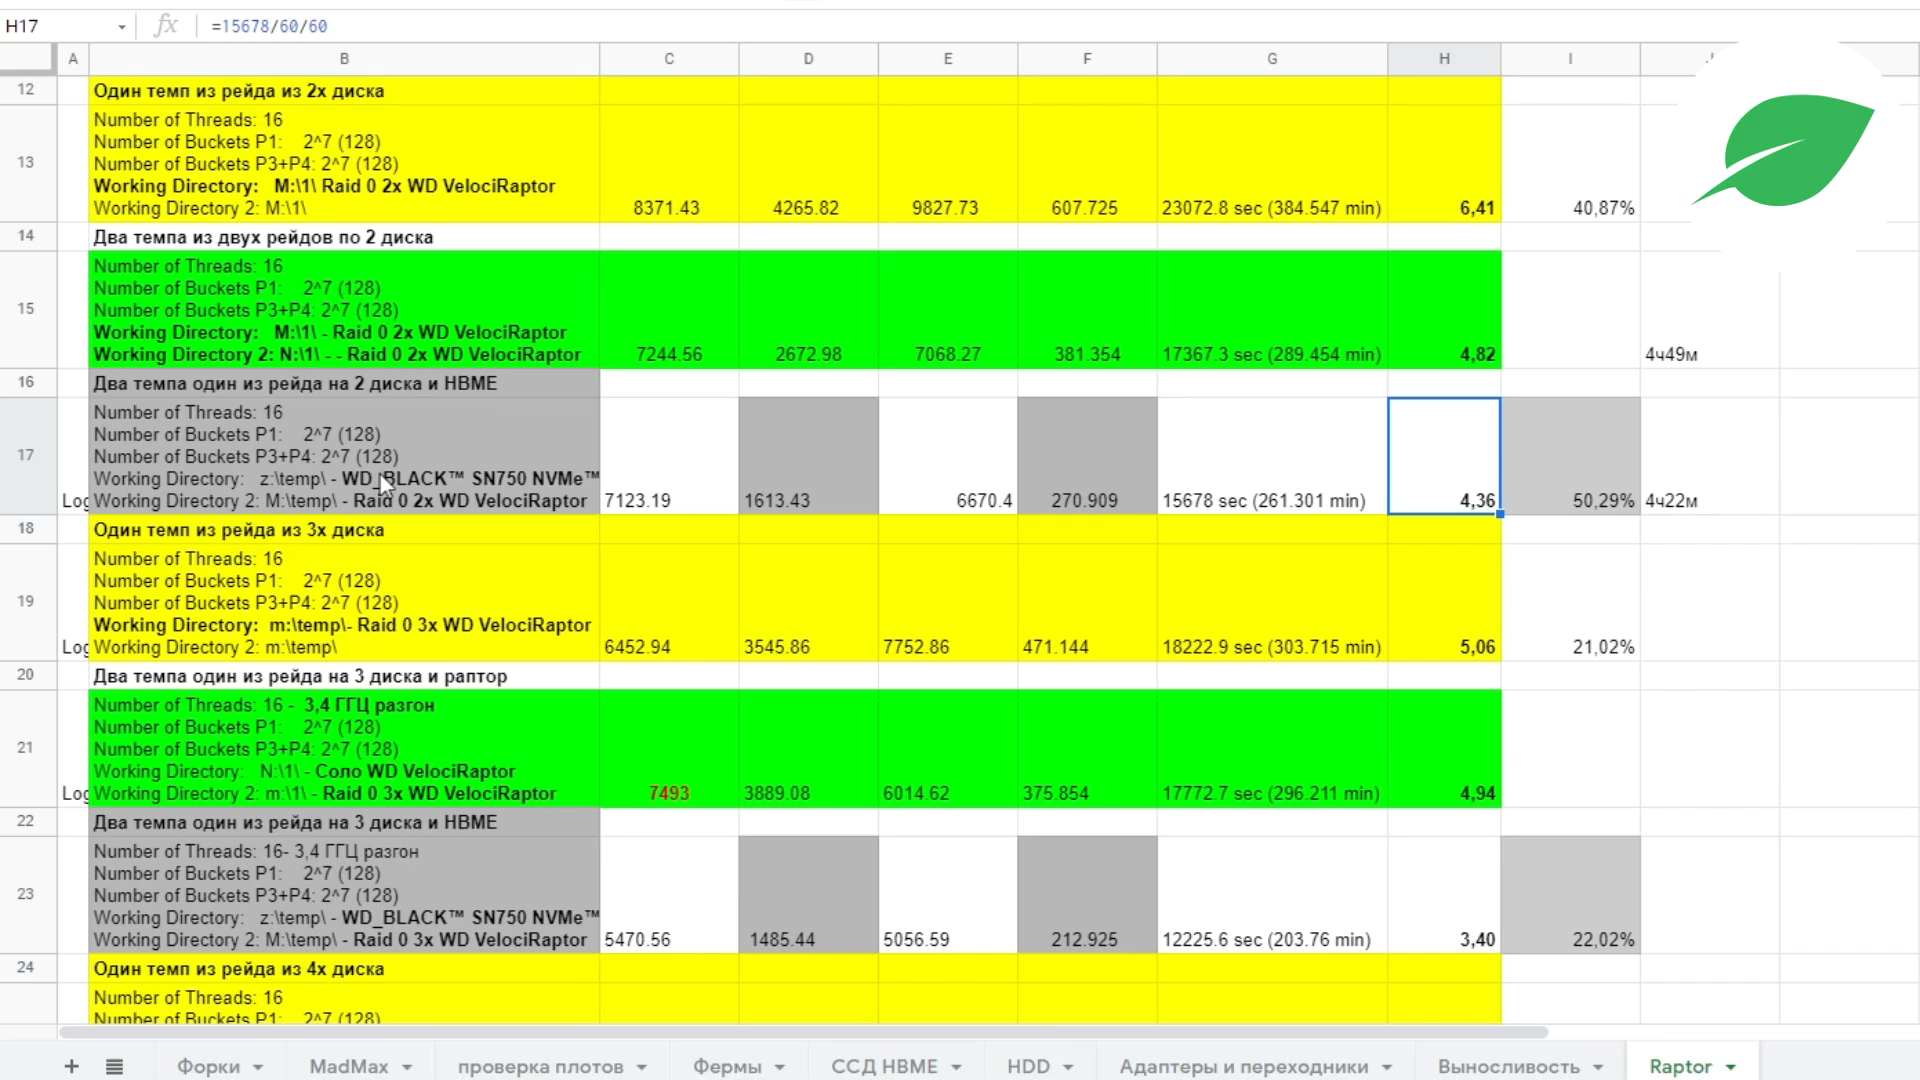 H17 fx =15678/60/60
A B C D E F G H I
12 Один темп из рейда из 2х диска
13
Number of Threads: 16
Number of Buckets P1: 2^7 (128)
Number of Buckets P3+P4: 2^7 (128)
Working Directory: M:\1\ Raid 0 2x WD VelociRaptor
Working Directory 2: M:\1\ 8371.43 4265.82 9827.73 607.725 23072.8 sec (384.547 min) 6,41 40,87%
14 Два темпа из двух рейдов по 2 диска
15
Number of Threads: 16
Number of Buckets P1: 2^7 (128)
Number of Buckets P3+P4: 2^7 (128)
Working Directory: M:\1\ - Raid 0 2x WD VelociRaptor
Working Directory 2: N:\1\ - - Raid 0 2x WD VelociRaptor 7244.56 2672.98 7068.27 381.354 17367.3 sec (289.454 min) 4,82 4ч49м
16 Два темпа один из рейда на 2 диска и НВМЕ
17
Number of Threads: 16
Number of Buckets P1: 2^7 (128)
Number of Buckets P3+P4: 2^7 (128)
Working Directory: z:\temp\ - WD_BLACK™ SN750 NVMe™
Log Working Directory 2: M:\temp\ - Raid 0 2x WD VelociRaptor 7123.19 1613.43 6670.4 270.909 15678 sec (261.301 min) 4,36 50,29% 4ч22м
18 Один темп из рейда из 3х диска
19
Number of Threads: 16
Number of Buckets P1: 2^7 (128)
Number of Buckets P3+P4: 2^7 (128)
Working Directory: m:\temp\- Raid 0 3x WD VelociRaptor
Log Working Directory 2: m:\temp\ 6452.94 3545.86 7752.86 471.144 18222.9 sec (303.715 min) 5,06 21,02%
20 Два темпа один из рейда на 3 диска и раптор
21
Number of Threads: 16 - 3,4 ГГЦ разгон
Number of Buckets P1: 2^7 (128)
Number of Buckets P3+P4: 2^7 (128)
Working Directory: N:\1\ - Соло WD VelociRaptor
Log Working Directory 2: m:\1\ - Raid 0 3x WD VelociRaptor 7493 3889.08 6014.62 375.854 17772.7 sec (296.211 min) 4,94
22 Два темпа один из рейда на 3 диска и НВМЕ
23
Number of Threads: 16- 3,4 ГГЦ разгон
Number of Buckets P1: 2^7 (128)
Number of Buckets P3+P4: 2^7 (128)
Working Directory: z:\temp\ - WD_BLACK™ SN750 NVMe™
Working Directory 2: M:\temp\ - Raid 0 3x WD VelociRaptor 5470.56 1485.44 5056.59 212.925 12225.6 sec (203.76 min) 3,40 22,02%
24 Один темп из рейда из 4х диска
Number of Threads: 16
Number of Buckets P1: 2^7 (128)
Форки MadMax проверка плотов Фермы ССД НВМЕ HDD Адаптеры и переходники Выносливость Raptor